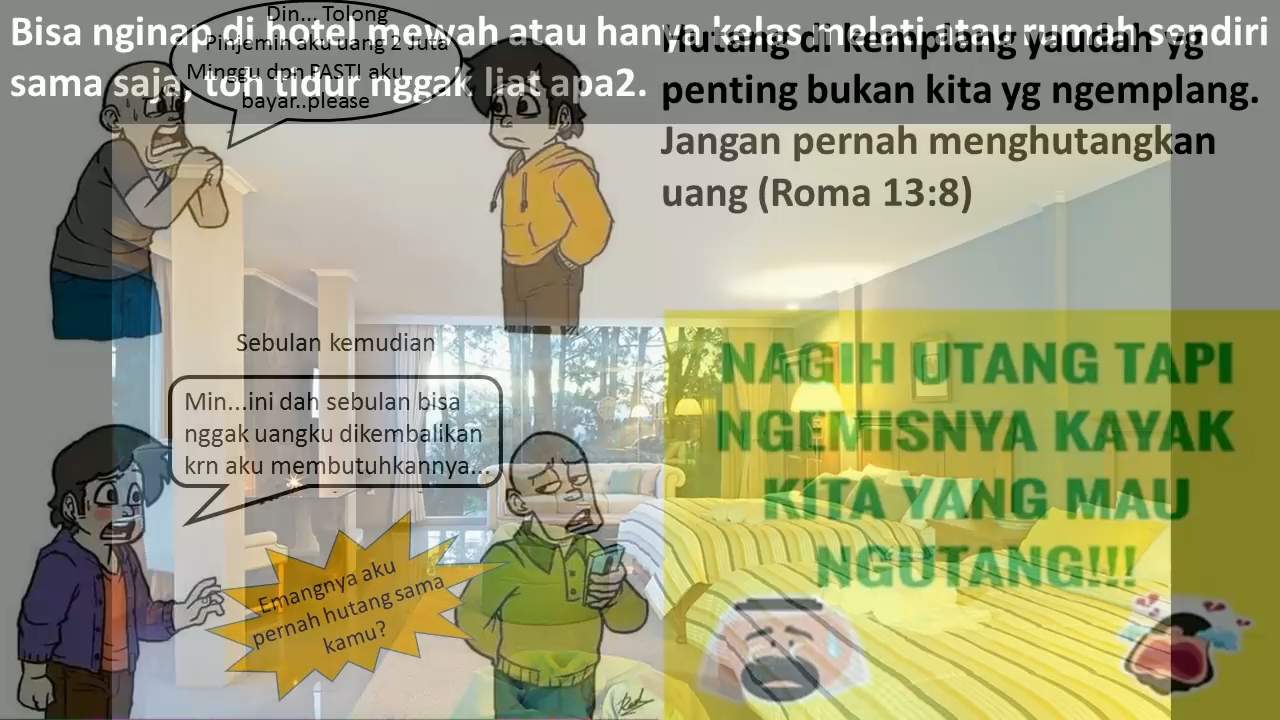 Bisa nginap di hotel mewah atau hanya kelas melati atau rumah sendiri
sama saja, toh tidur nggak liat apa2.
Din... Tolong
Pinjemin aku uang 2 Juta
Minggu dpn PASTI aku
bayar..please
Hutang di kemplang yaudah yg
penting bukan kita yg ngemplang.
Jangan pernah menghutangkan
uang (Roma 13:8)
Sebulan kemudian
Min...ini dah sebulan bisa
nggak uangku dikembalikan
krn aku membutuhkannya...
Emangnya aku
pernah hutang sama
kamu?
NAGIH UTANG TAPI
NGEMISNYA KAYAK
KITA YANG MAU
NGUTANG!!!